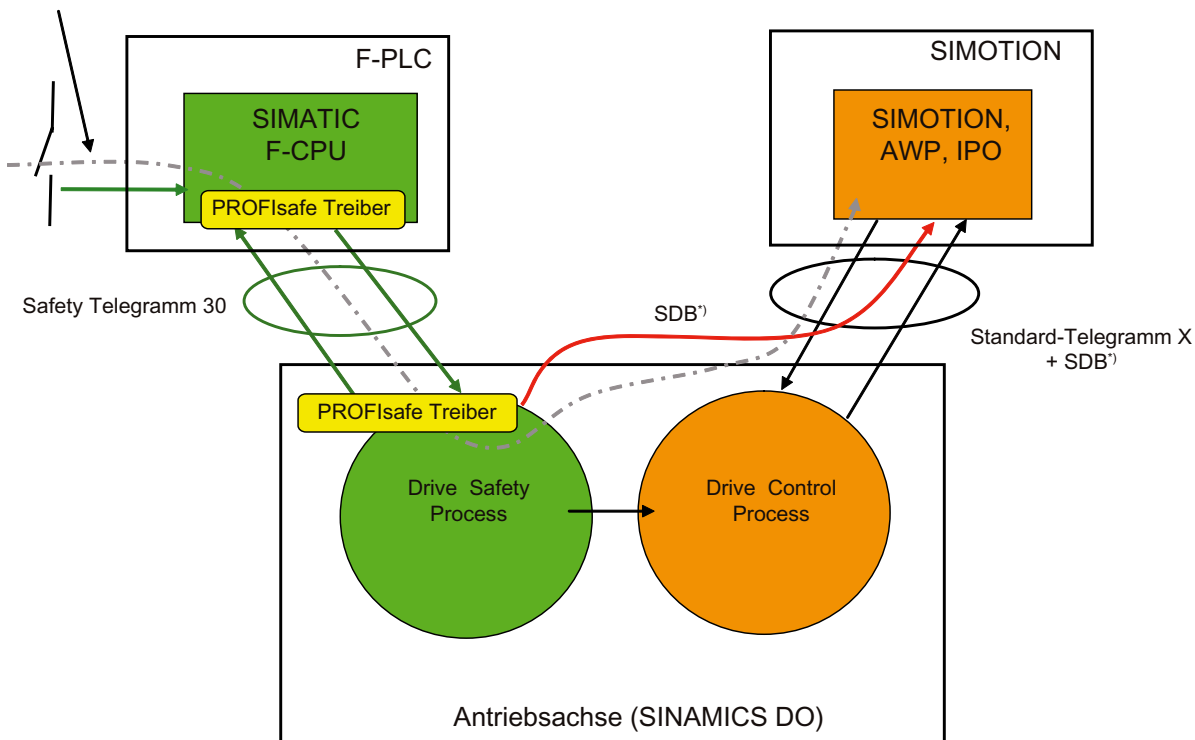 F-PLC
SIMOTION
SIMATIC
F-CPU
SIMOTION,
AWP, IPO
PROFIsafe Treiber
Safety Telegramm 30
SDB*)
Standard-Telegramm X
+ SDB*)
PROFIsafe Treiber
Drive Safety
Process
Drive Control
Process
Antriebsachse (SINAMICS DO)